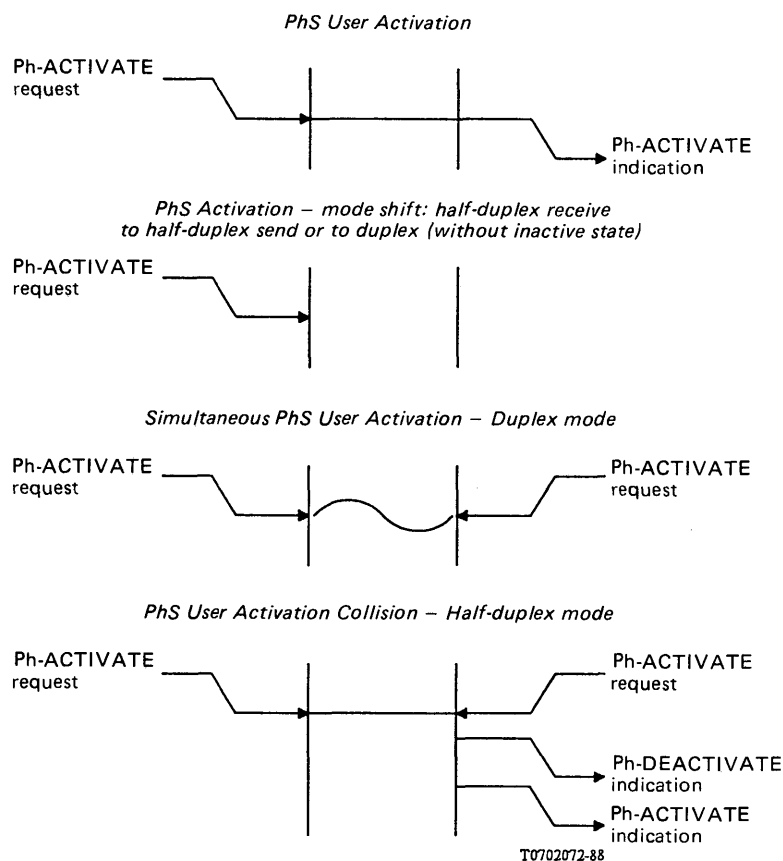 PhS User Activation
Ph-ACTIVATE
request
Ph-ACTIVATE
indication
PhS Activation – mode shift: half-duplex receive
to half-duplex send or to duplex (without inactive state)
Ph-ACTIVATE
request
Simultaneous PhS User Activation – Duplex mode
Ph-ACTIVATE
request
Ph-ACTIVATE
request
PhS User Activation Collision – Half-duplex mode
Ph-ACTIVATE
request
Ph-ACTIVATE
request
Ph-DEACTIVATE
indication
Ph-ACTIVATE
indication
T0702072-88